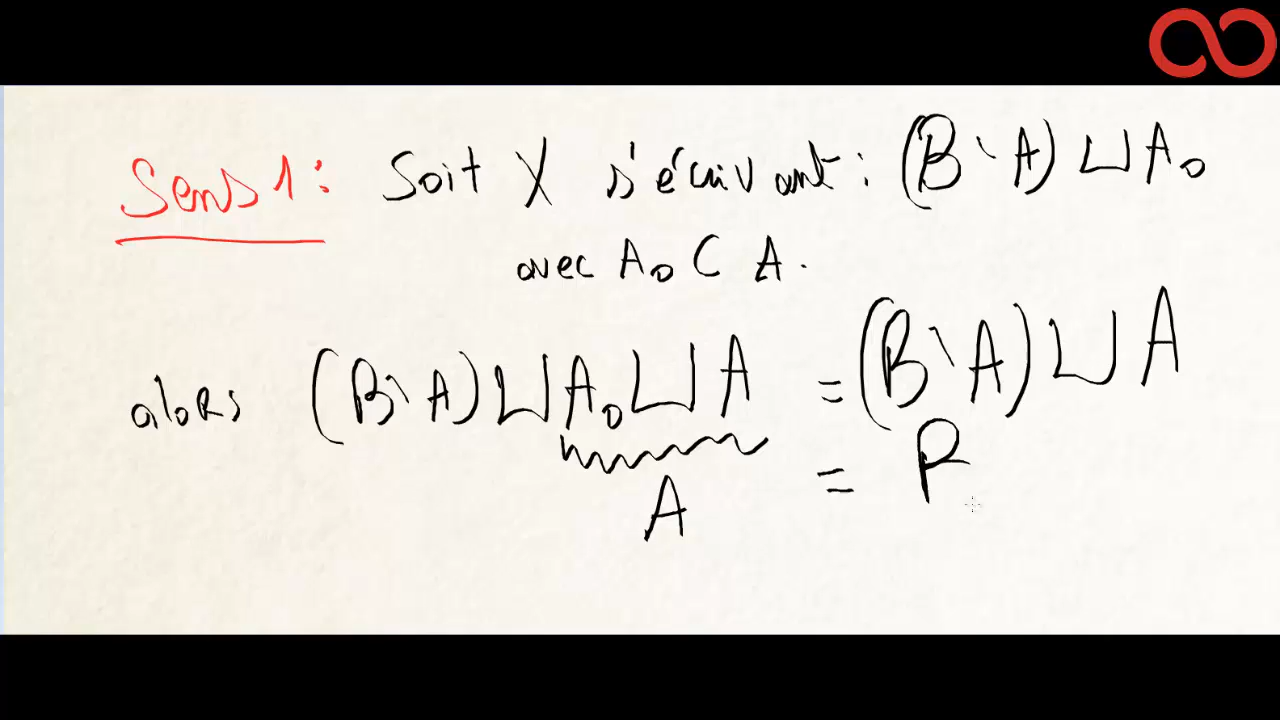 Sens 1 : Soit X s'écrivant : (B \ A) ⊔ A₀
avec A₀ ⊂ A.
alors (B \ A) ⊔ A₀ ⊔ A = (B \ A) ⊔ A
A = P